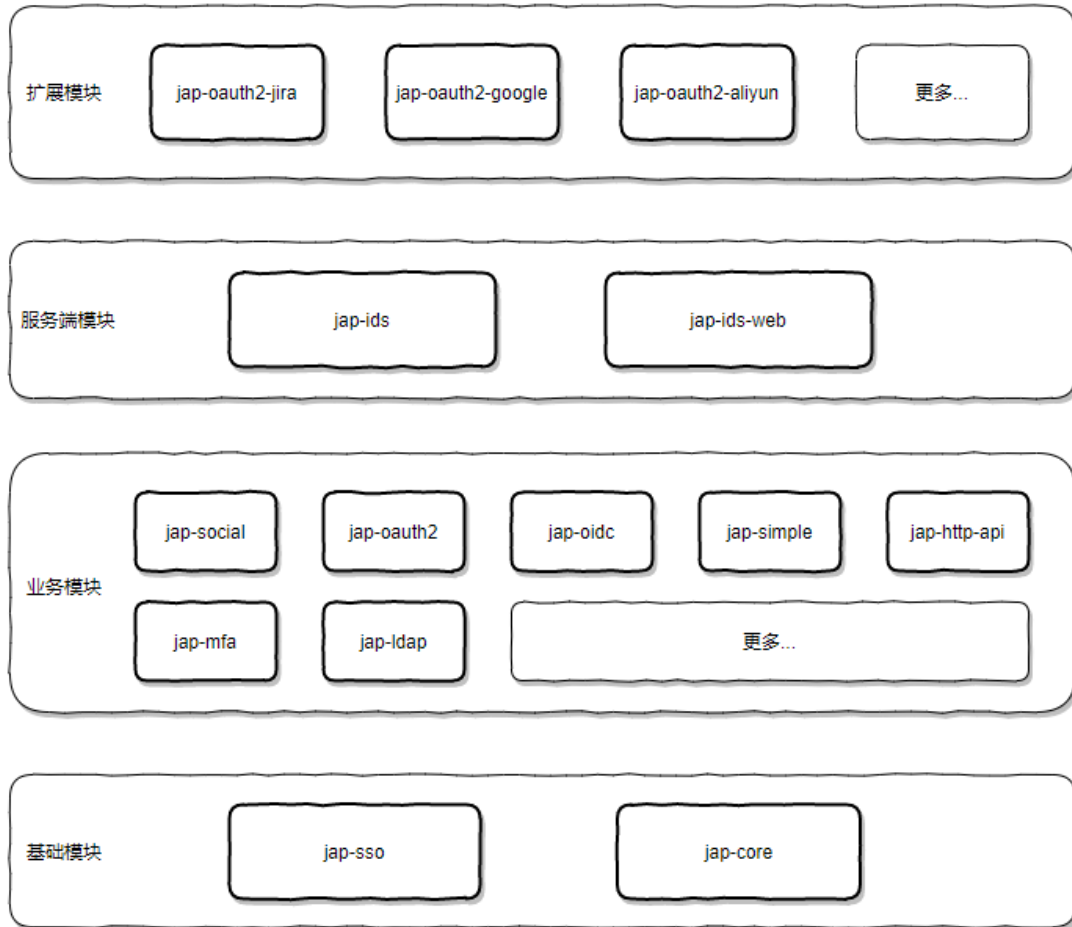 扩展模块
jap-oauth2-jira
jap-oauth2-google
jap-oauth2-aliyun
更多...
服务端模块
jap-ids
jap-ids-web
业务模块
jap-social
jap-oauth2
jap-oidc
jap-simple
jap-http-api
jap-mfa
jap-ldap
更多...
基础模块
jap-sso
jap-core